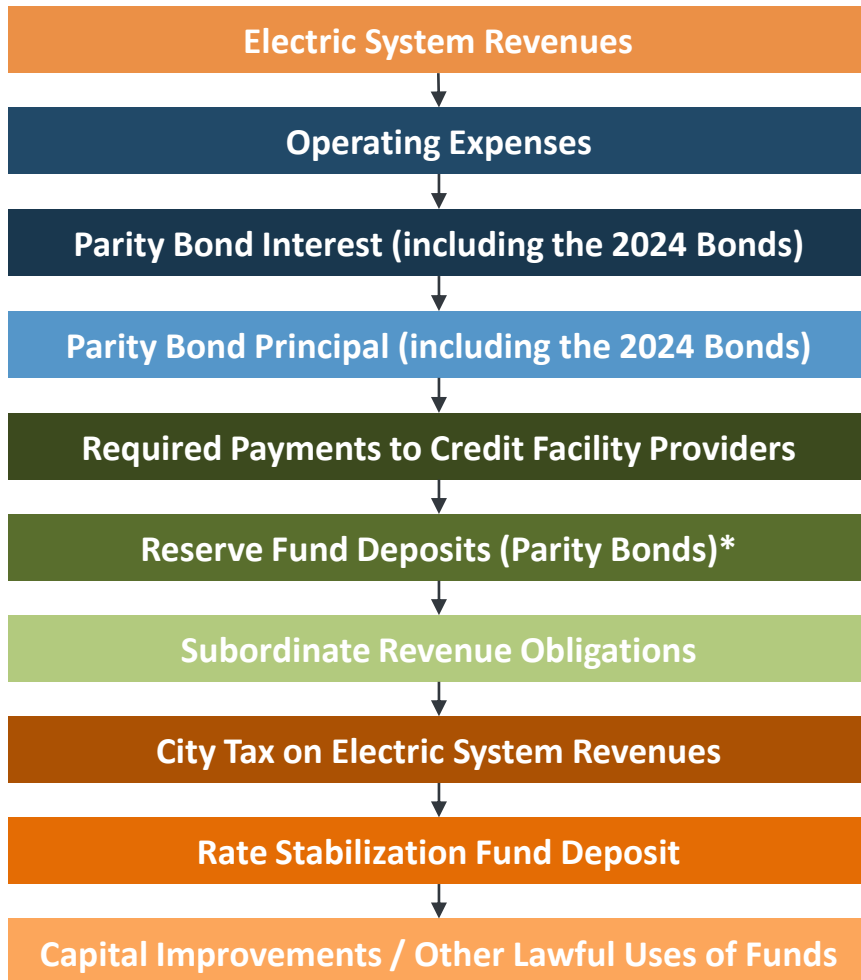 Electric System Revenues
Operating Expenses
Parity Bond Interest (including the 2024 Bonds)
Parity Bond Principal (including the 2024 Bonds)
Required Payments to Credit Facility Providers
Reserve Fund Deposits (Parity Bonds)*
Subordinate Revenue Obligations
City Tax on Electric System Revenues
Rate Stabilization Fund Deposit
Capital Improvements / Other Lawful Uses of Funds